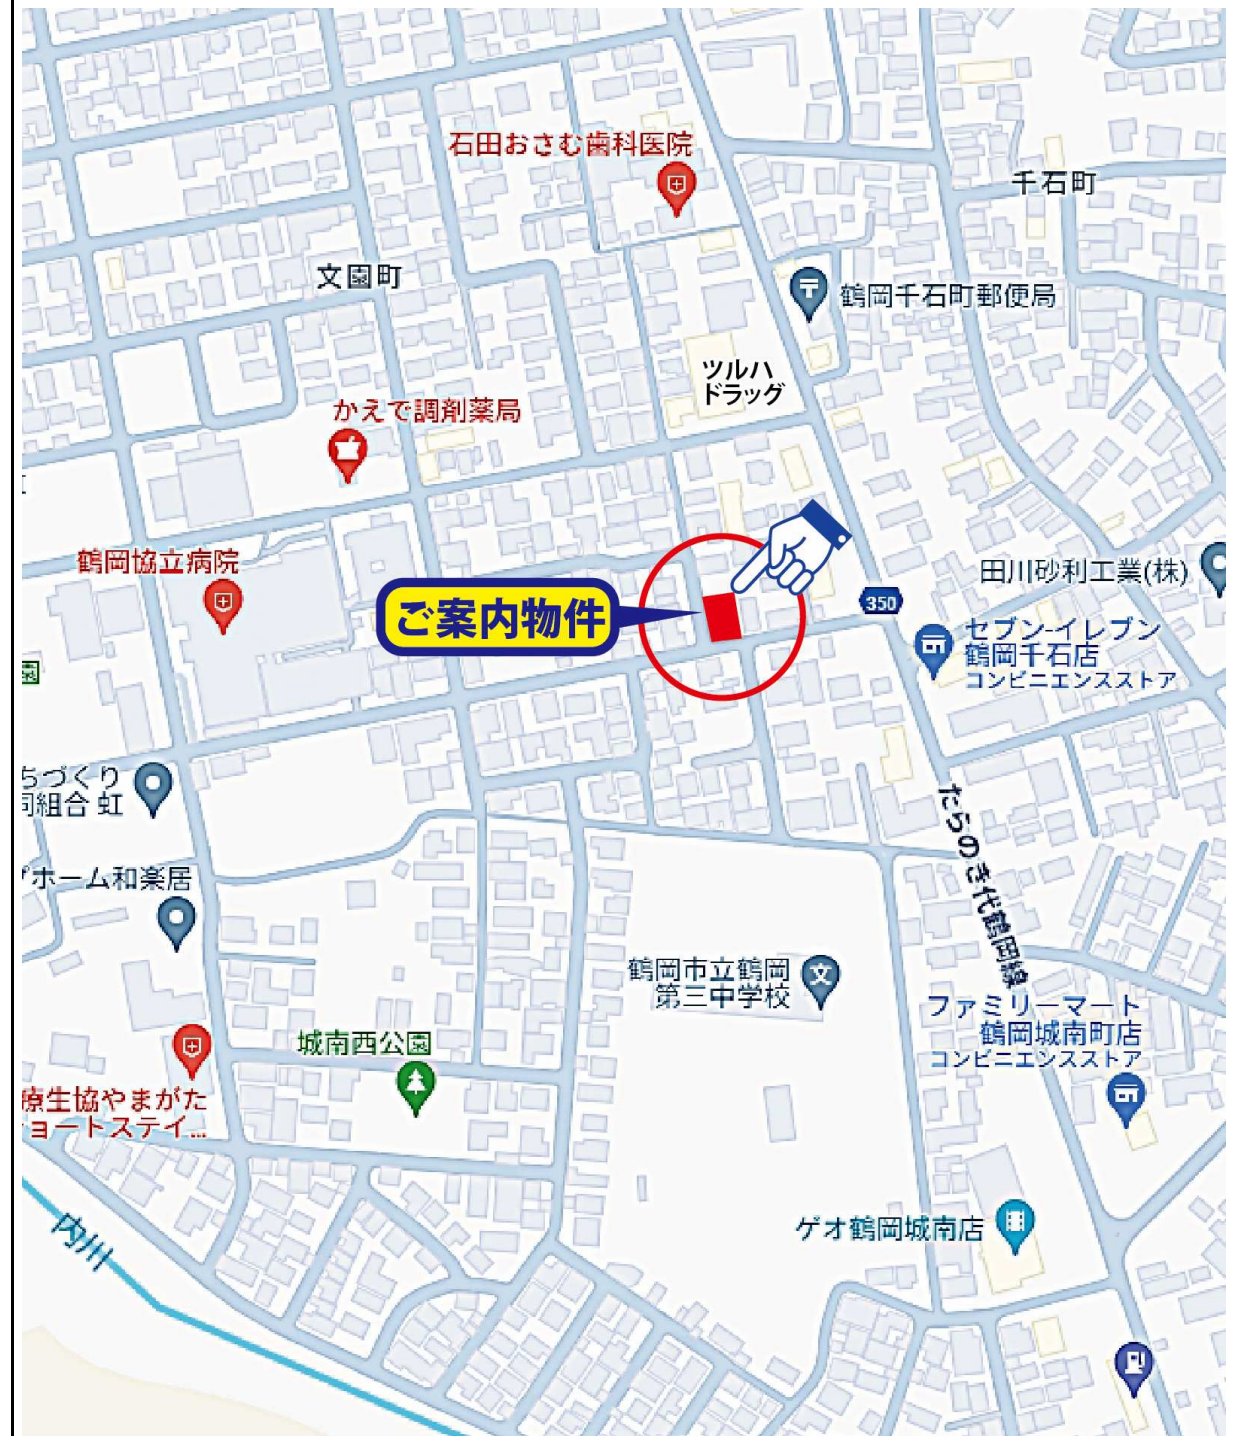 石田おさむ歯科医院
千石町
文園町
鶴岡千石町郵便局
ツルハ
ドラッグ
かえで調剤薬局
鶴岡協立病院
田川砂利工業(株)
ご案内物件
350
セブン-イレブン
鶴岡千石店
コンビニエンスストア
園
ちづくり
同組合 虹
たらのき代鶴岡線
ホーム和楽居
鶴岡市立鶴岡
第三中学校
文
ファミリーマート
鶴岡城南町店
コンビニエンスストア
城南西公園
療生協やまがた
ョートステイ...
内川
ゲオ鶴岡城南店